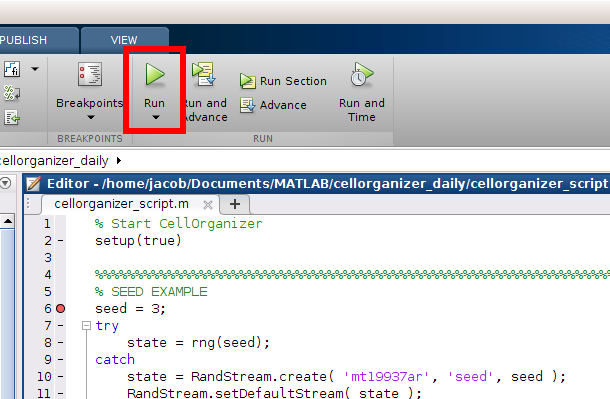 PUBLISH VIEW
Breakpoints Run Run and Advance Run Section Advance Run and Time
BREAKPOINTS RUN
cellorganizer_daily
Editor - /home/jacob/Documents/MATLAB/cellorganizer_daily/cellorganizer_script
cellorganizer_script.m
1 % Start CellOrganizer
2 - setup(true)
3
4 %%%%%%%%%%%%%%%%%%%%%%%%%%%%%%%%%%%%%%%%%%%%%%%%%%%%%%%%%%%%%%%%%
5 % SEED EXAMPLE
6 seed = 3;
7 - try
8 - state = rng(seed);
9 - catch
10 - state = RandStream.create( 'mt19937ar', 'seed', seed );
11 - RandStream.setDefaultStream( state );